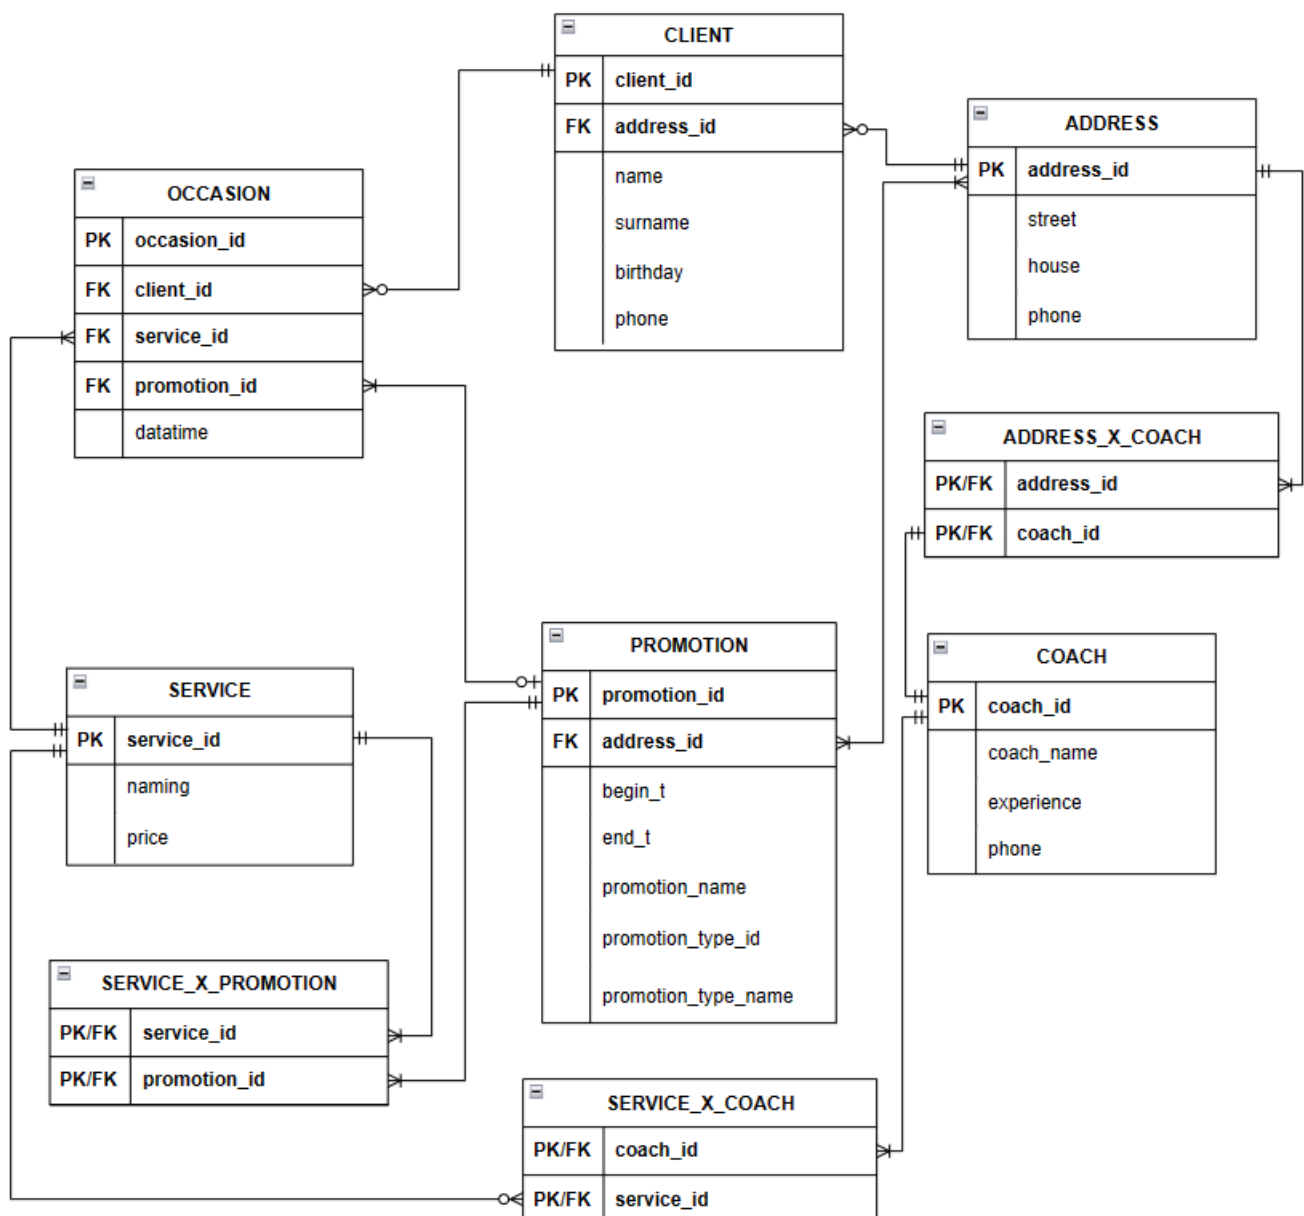 CLIENT
PK client_id
FK address_id
name
surname
birthday
phone
ADDRESS
PK address_id
street
house
phone
OCCASION
PK occasion_id
FK client_id
FK service_id
FK promotion_id
datatime
ADDRESS_X_COACH
PK/FK address_id
PK/FK coach_id
PROMOTION
PK promotion_id
FK address_id
begin_t
end_t
promotion_name
promotion_type_id
promotion_type_name
COACH
PK coach_id
coach_name
experience
phone
SERVICE
PK service_id
naming
price
SERVICE_X_PROMOTION
PK/FK service_id
PK/FK promotion_id
SERVICE_X_COACH
PK/FK coach_id
PK/FK service_id